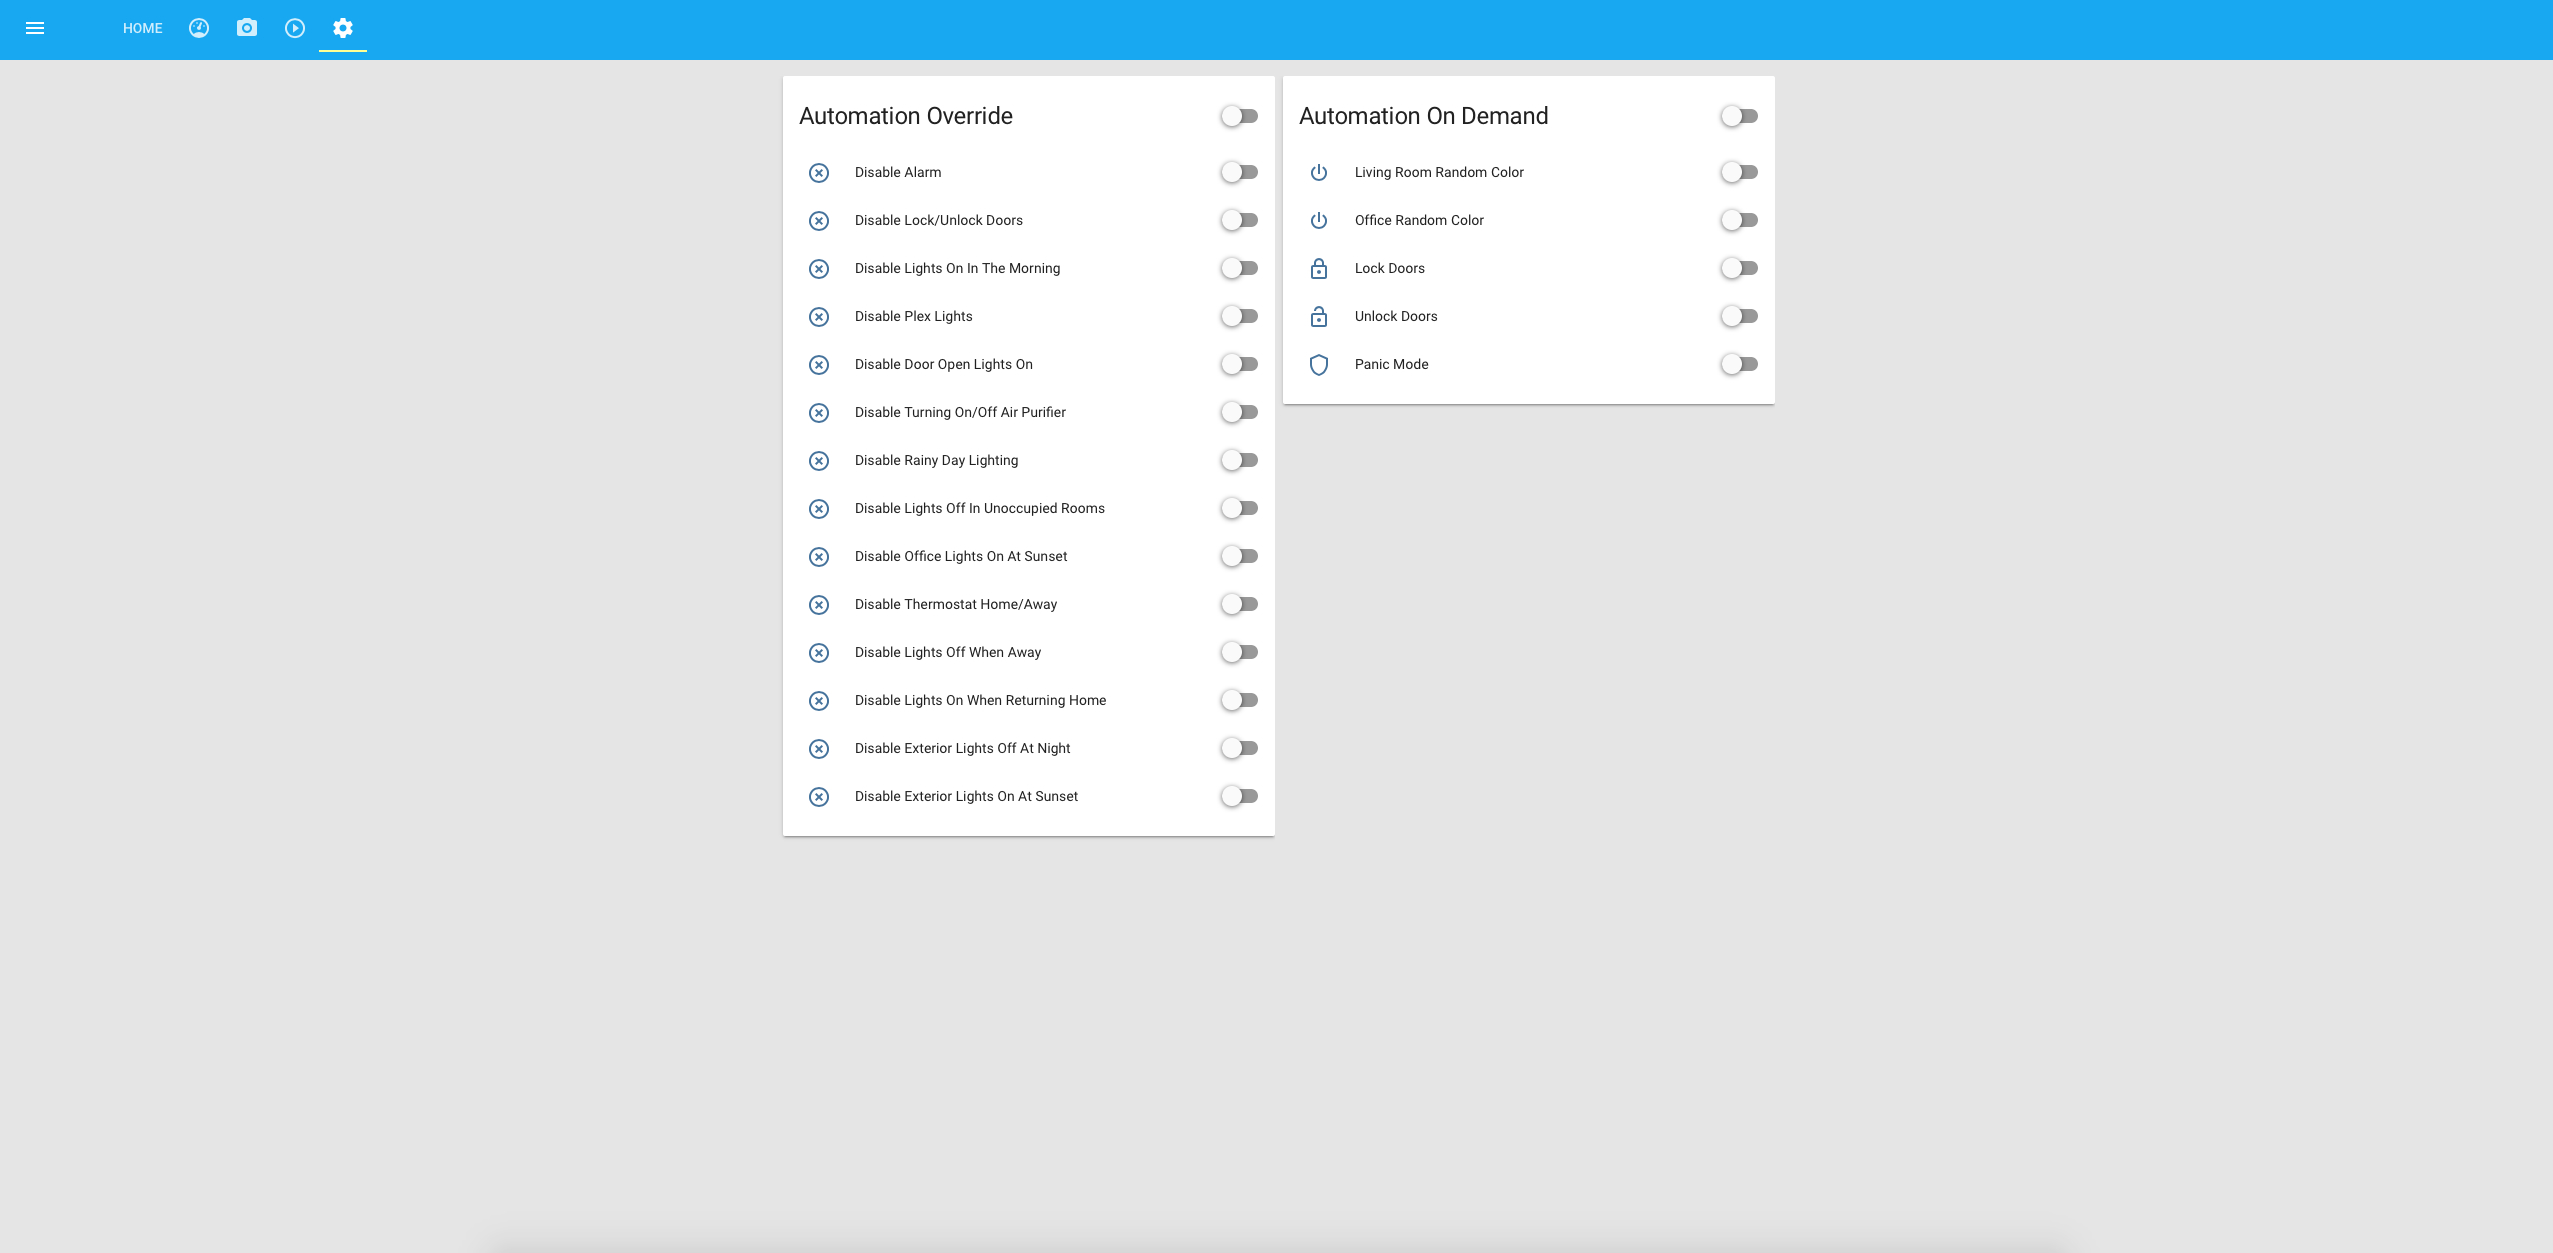 HOME
Automation Override
Disable Alarm
Disable Lock/Unlock Doors
Disable Lights On In The Morning
Disable Plex Lights
Disable Door Open Lights On
Disable Turning On/Off Air Purifier
Disable Rainy Day Lighting
Disable Lights Off In Unoccupied Rooms
Disable Office Lights On At Sunset
Disable Thermostat Home/Away
Disable Lights Off When Away
Disable Lights On When Returning Home
Disable Exterior Lights Off At Night
Disable Exterior Lights On At Sunset
Automation On Demand
Living Room Random Color
Office Random Color
Lock Doors
Unlock Doors
Panic Mode